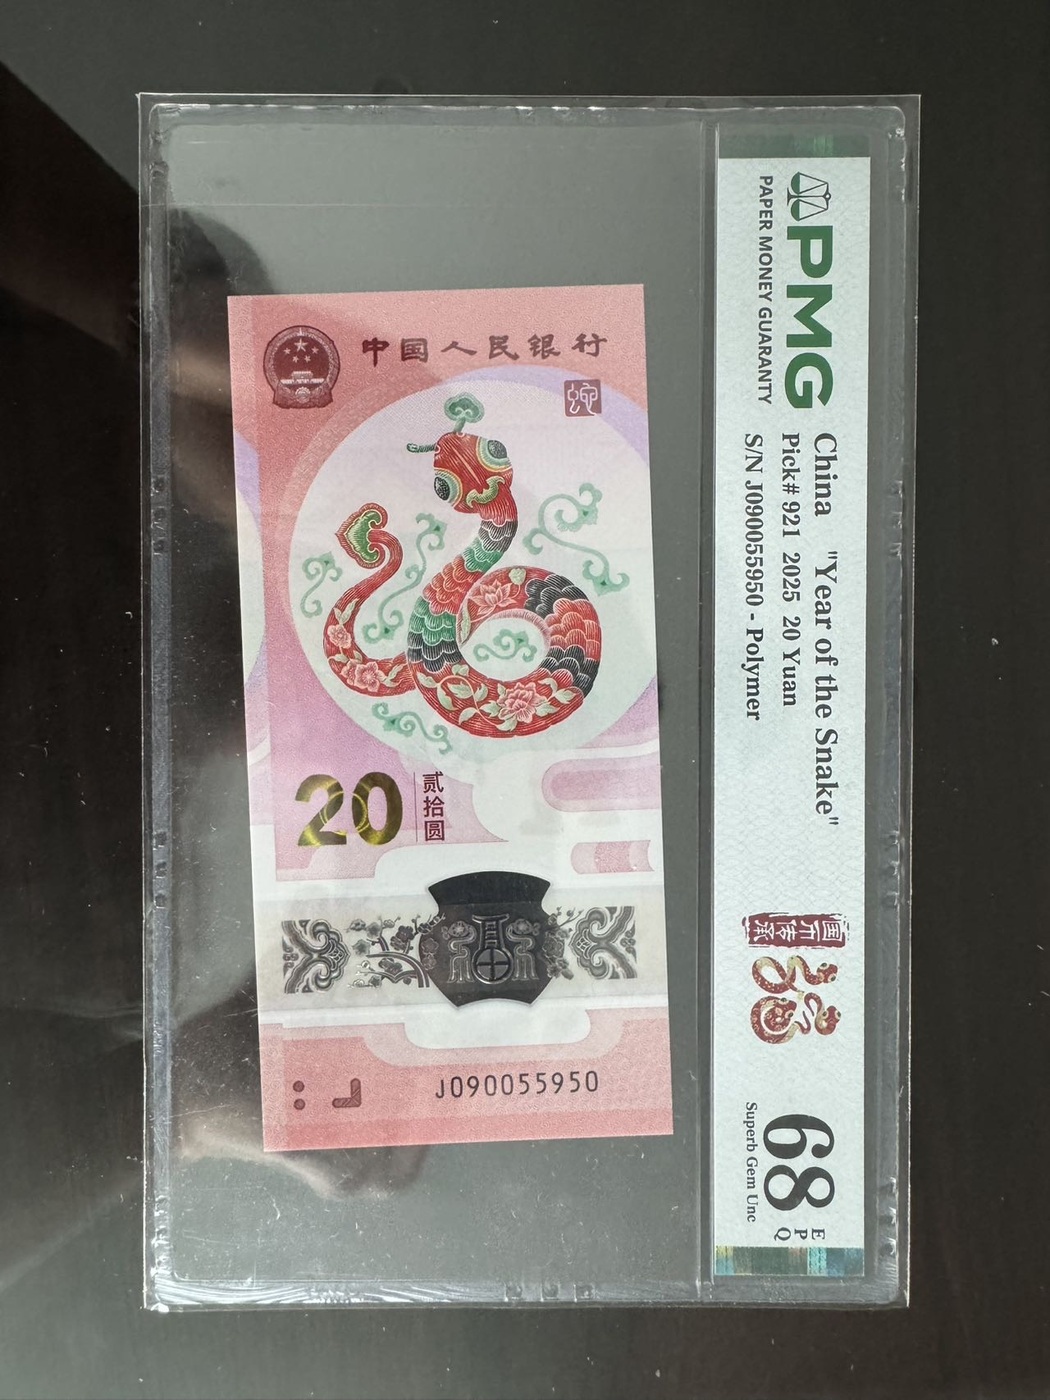 中国人民银行
蛇
20
贰拾圆
J090055950
PMG
PAPER MONEY GUARANTY
China "Year of the Snake"
Pick# 921 2025 20 Yuan
S/N J090055950 - Polymer
68 EPQ
Superb Gem Unc